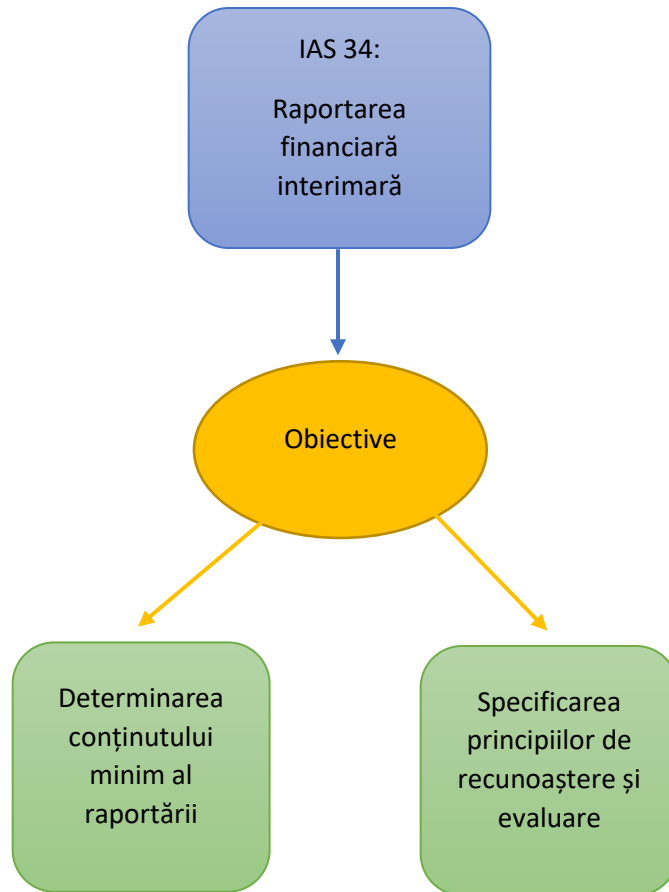 IAS 34:
Raportarea
financiară
interimară
Obiective
Determinarea
conținutului
minim al
raportării
Specificarea
principiilor de
recunoaștere și
evaluare